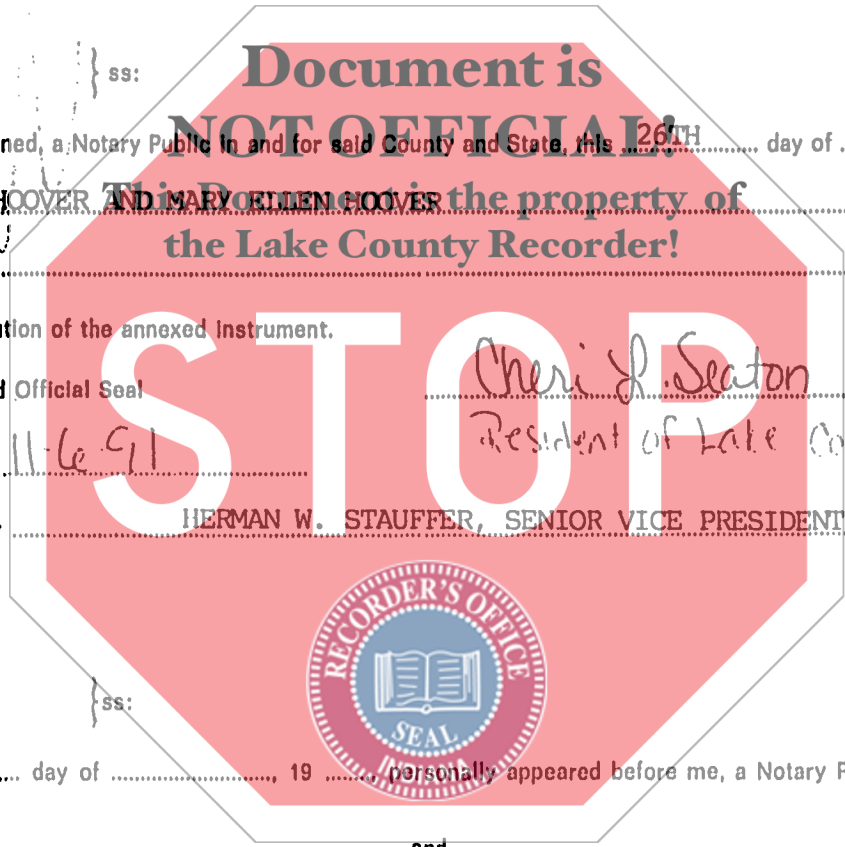 ss:
Document is
NOT OFFICIAL!
ned, a Notary Public in and for said County and State, this 26TH day of
This Document is the property of
HOOVER AND MARY ELLEN HOOVER
the Lake County Recorder!
tion of the annexed instrument.
STOP
d Official Seal
Cheri L. Seaton
11-6-91
Resident of Lake Co
HERMAN W. STAUFFER, SENIOR VICE PRESIDENT
RECORDER'S OFFICE
SEAL
ss:
day of ........................, 19 ......, personally appeared before me, a Notary P
and